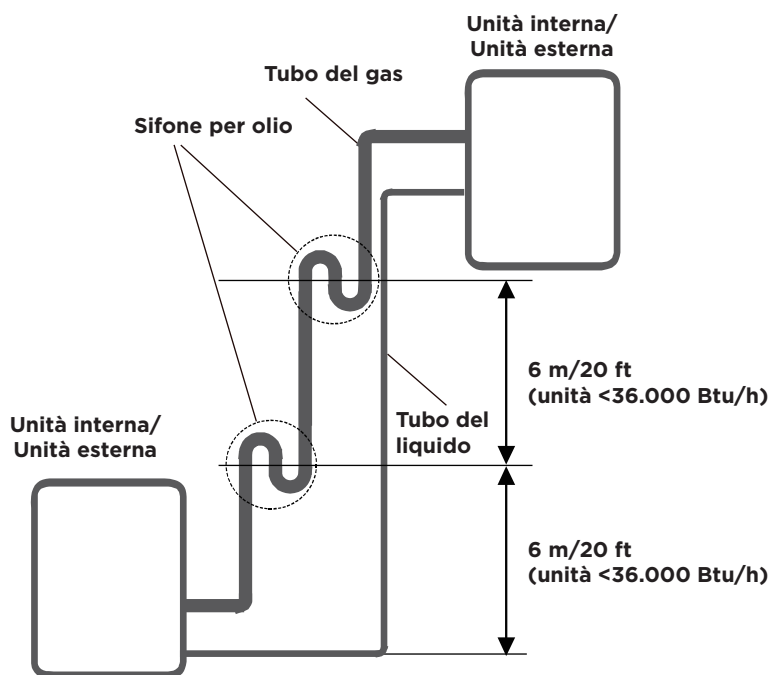 Unità interna/
Unità esterna
Tubo del gas
Sifone per olio
6 m/20 ft
(unità <36.000 Btu/h)
Tubo del
liquido
Unità interna/
Unità esterna
6 m/20 ft
(unità <36.000 Btu/h)